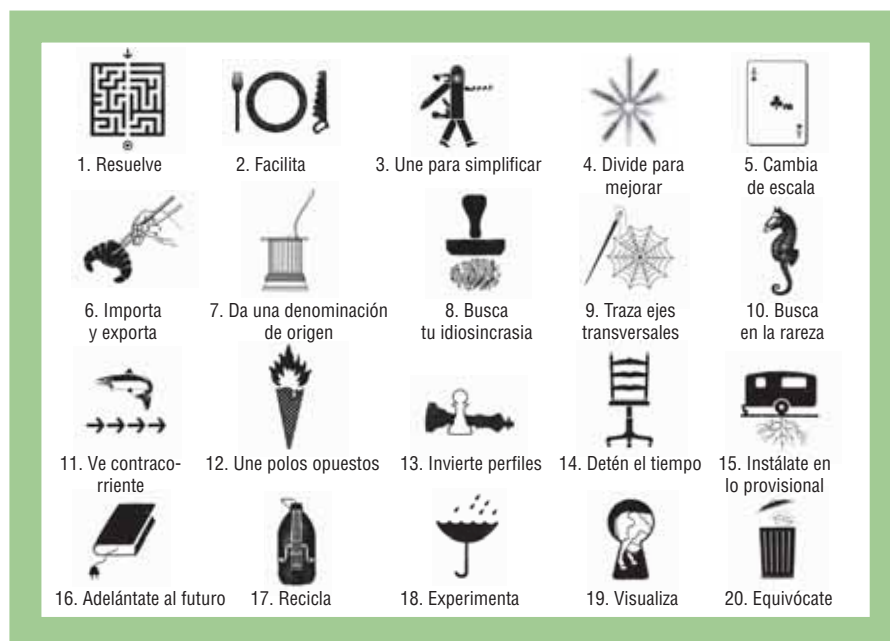 1. Resuelve
2. Facilita
3. Une para simplificar
4. Divide para
mejorar
5. Cambia
de escala
6. Importa
y exporta
7. Da una denominación
de origen
8. Busca
tu idiosincrasia
9. Traza ejes
transversales
10. Busca
en la rareza
11. Ve contraco-
rriente
12. Une polos opuestos
13. Invierte perfiles
14. Detén el tiempo
15. Instálate en
lo provisional
16. Adelántate al futuro
17. Recicla
18. Experimenta
19. Visualiza
20. Equivócate